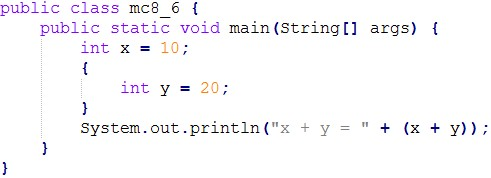 public class mc8_6 {
    public static void main(String[] args) {
        int x = 10;
        {
            int y = 20;
        }
        System.out.println("x + y = " + (x + y));
    }
}